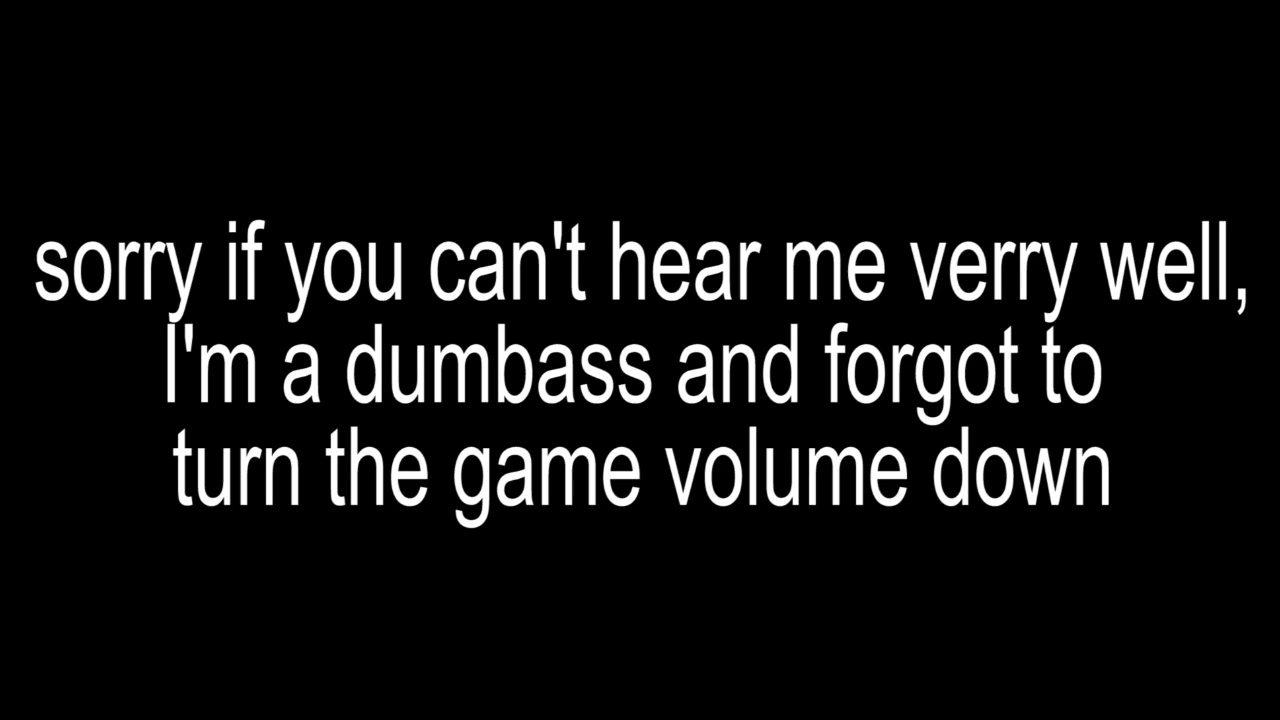 sorry if you can't hear me verry well,
I'm a dumbass and forgot to
turn the game volume down